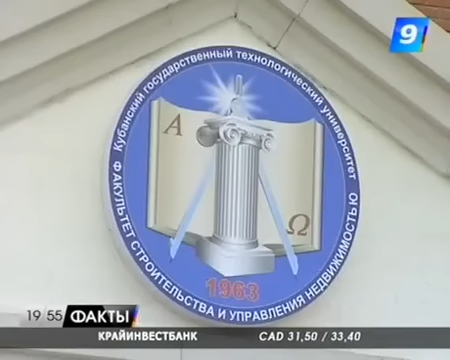 9
Кубанский государственный технологический университет
Α
Ω
1963
ФАКУЛЬТЕТ СТРОИТЕЛЬСТВА И УПРАВЛЕНИЯ НЕДВИЖИМОСТЬЮ
19 55 ФАКТЫ
КРАЙИНВЕСТБАНК CAD 31,50 / 33,40